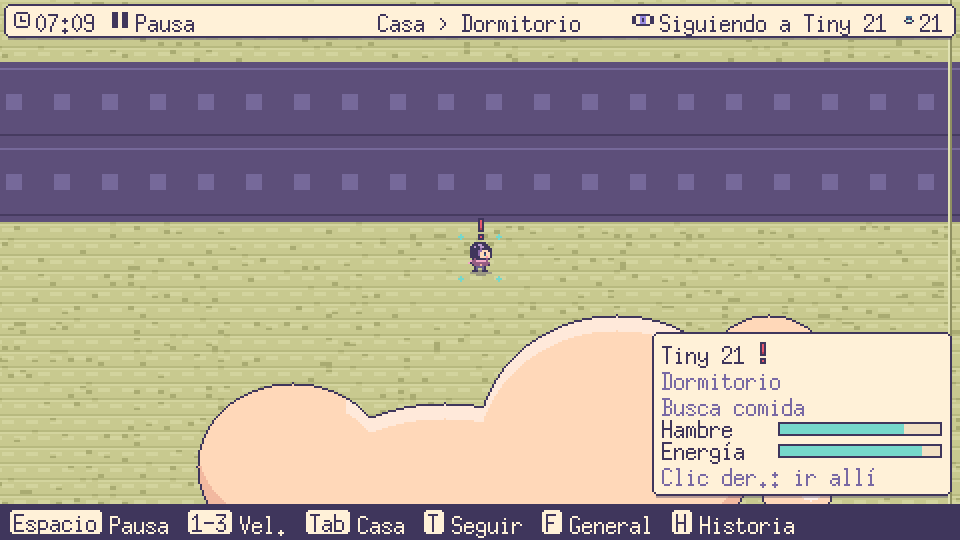 07:09 Pausa Casa > Dormitorio Siguiendo a Tiny 21 21
Tiny 21 !
Dormitorio
Busca comida
Hambre
Energía
Clic der.: ir allí
Espacio Pausa 1-3 Vel. Tab Casa T Seguir F General H Historia